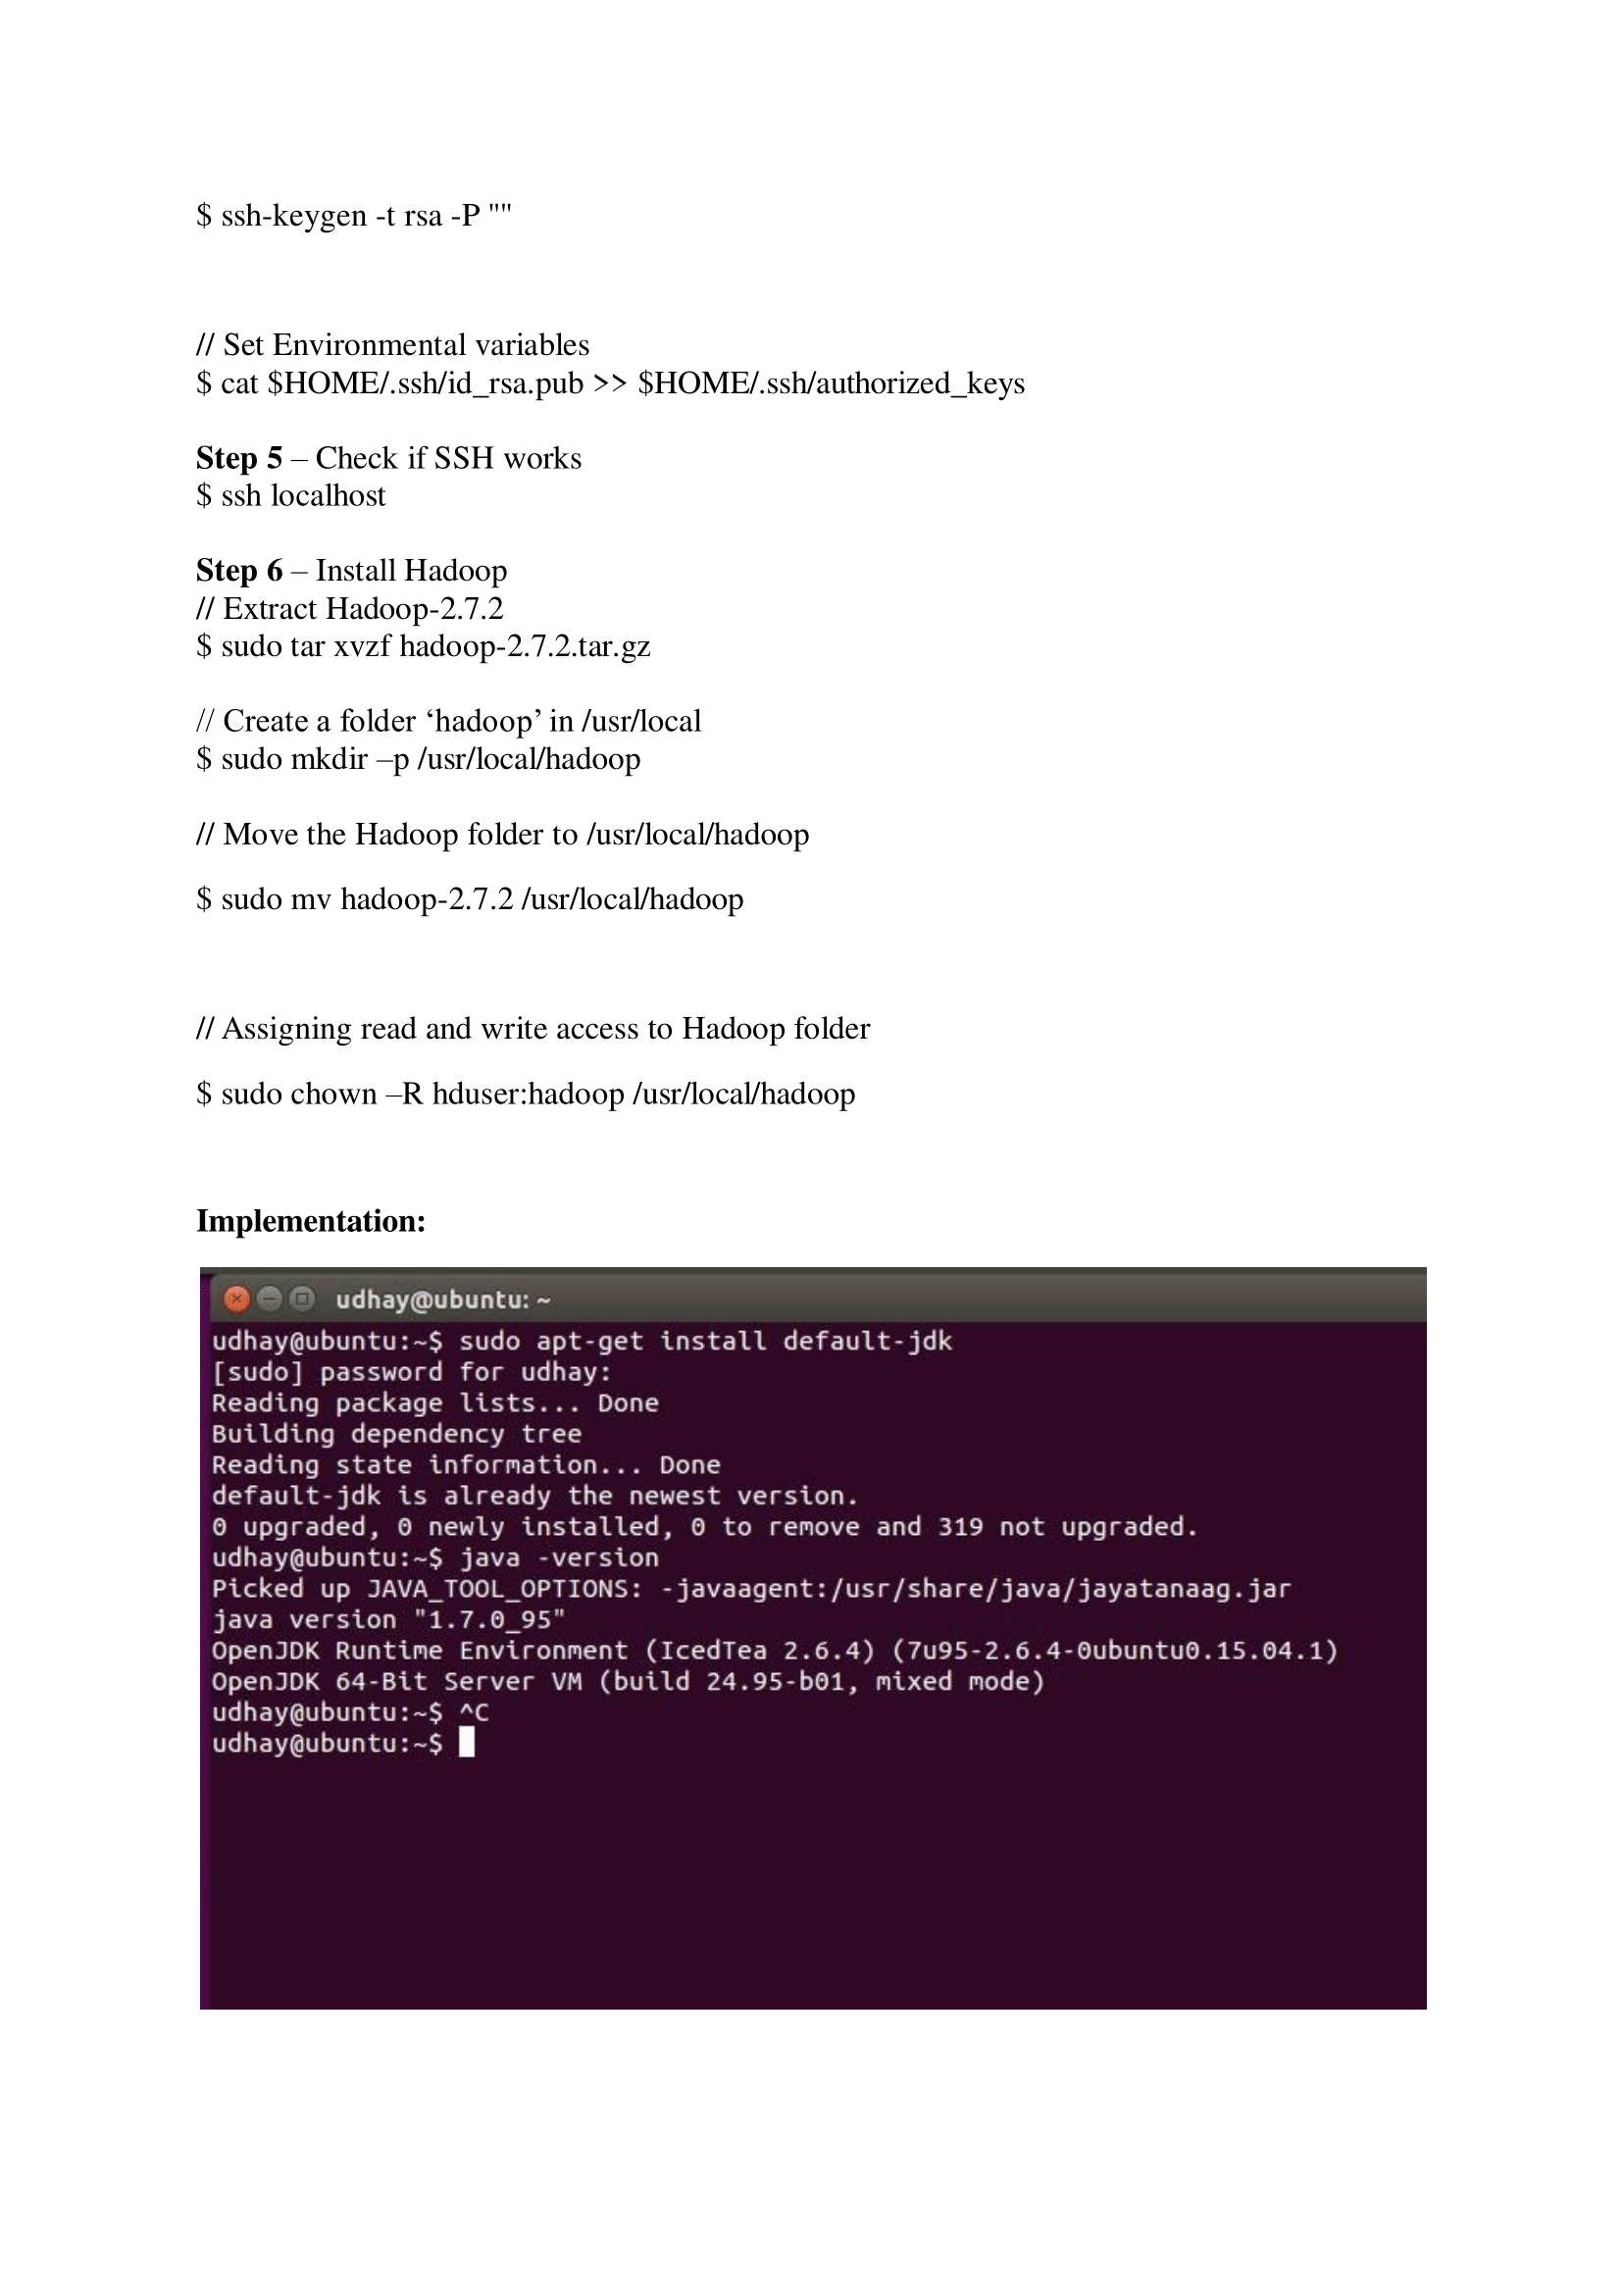 $ ssh-keygen -t rsa -P ""
// Set Environmental variables
$ cat $HOME/.ssh/id_rsa.pub >> $HOME/.ssh/authorized_keys
Step 5 – Check if SSH works
$ ssh localhost
Step 6 – Install Hadoop
// Extract Hadoop-2.7.2
$ sudo tar xvzf hadoop-2.7.2.tar.gz
// Create a folder ‘hadoop’ in /usr/local
$ sudo mkdir –p /usr/local/hadoop
// Move the Hadoop folder to /usr/local/hadoop
$ sudo mv hadoop-2.7.2 /usr/local/hadoop
// Assigning read and write access to Hadoop folder
$ sudo chown –R hduser:hadoop /usr/local/hadoop
Implementation:
udhay@ubuntu: ~
udhay@ubuntu:~$ sudo apt-get install default-jdk
[sudo] password for udhay:
Reading package lists... Done
Building dependency tree
Reading state information... Done
default-jdk is already the newest version.
0 upgraded, 0 newly installed, 0 to remove and 319 not upgraded.
udhay@ubuntu:~$ java -version
Picked up JAVA_TOOL_OPTIONS: -javaagent:/usr/share/java/jayatanaag.jar
java version "1.7.0_95"
OpenJDK Runtime Environment (IcedTea 2.6.4) (7u95-2.6.4-0ubuntu0.15.04.1)
OpenJDK 64-Bit Server VM (build 24.95-b01, mixed mode)
udhay@ubuntu:~$ ^C
udhay@ubuntu:~$